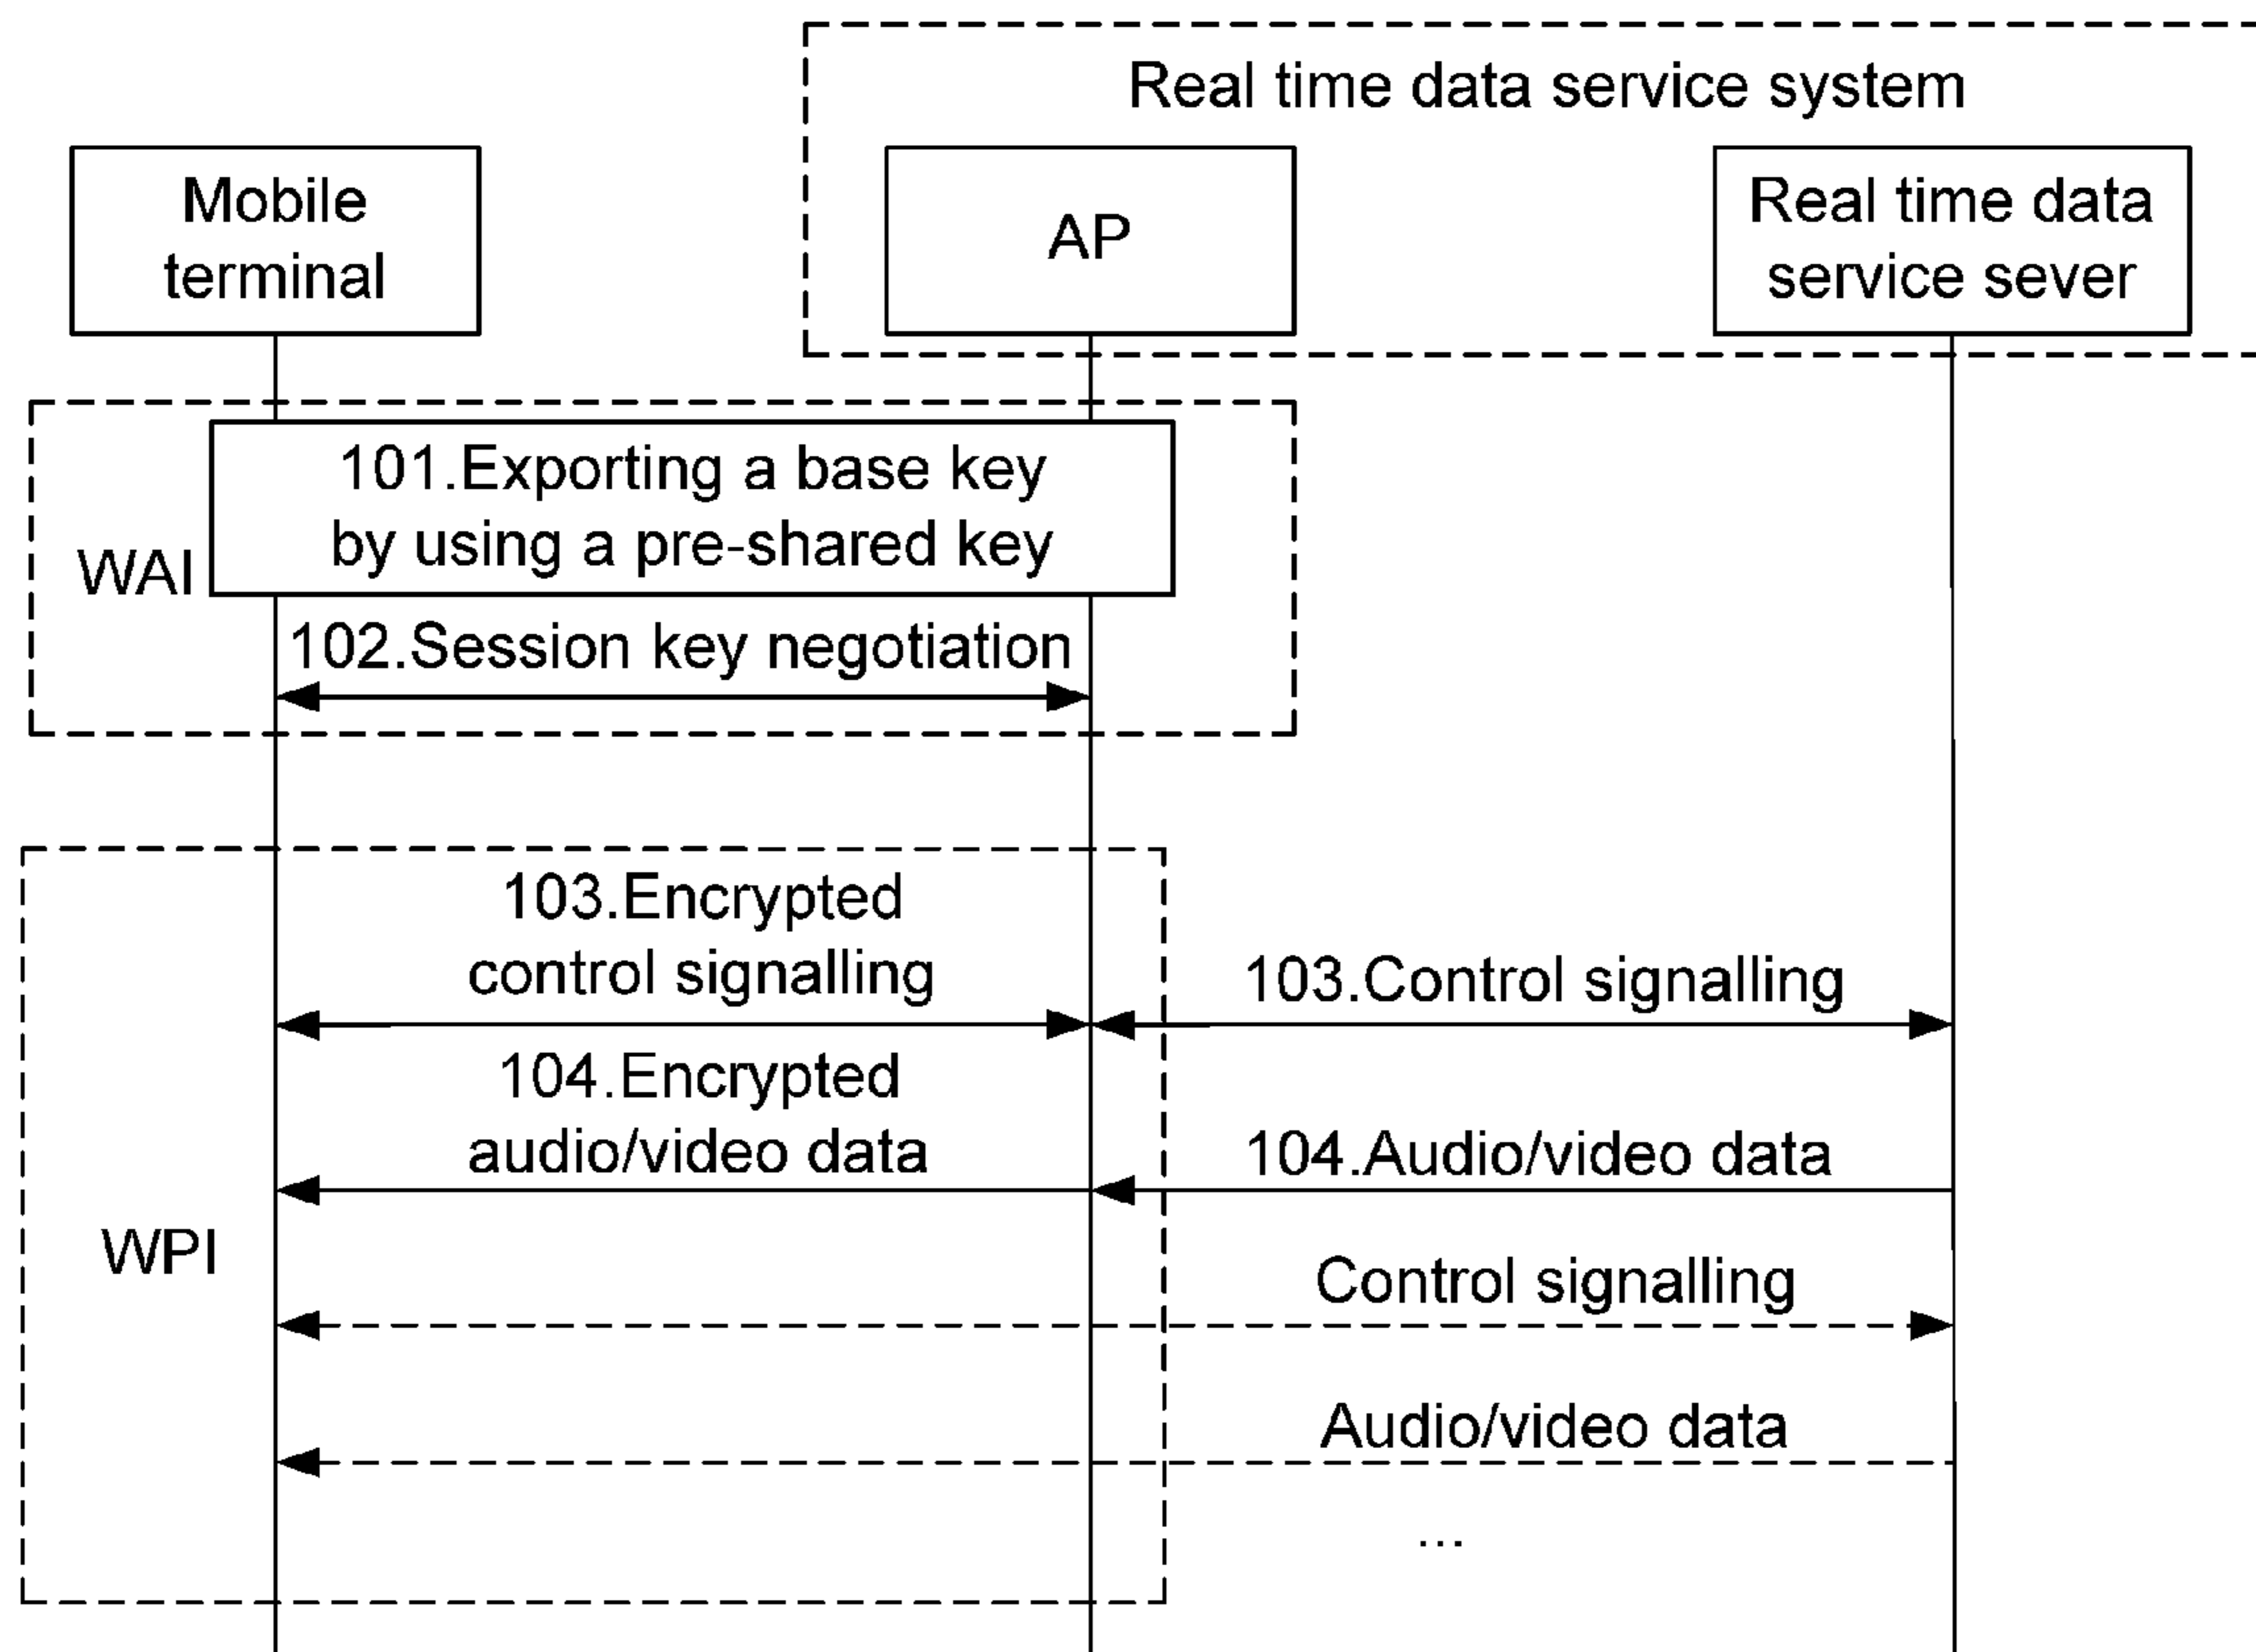 Real time data service system
Mobile
terminal
AP
Real time data
service sever
101.Exporting a base key
by using a pre-shared key
WAI
102.Session key negotiation
103.Encrypted
control signalling
103.Control signalling
104.Encrypted
audio/video data
104.Audio/video data
WPI
Control signalling
Audio/video data
...